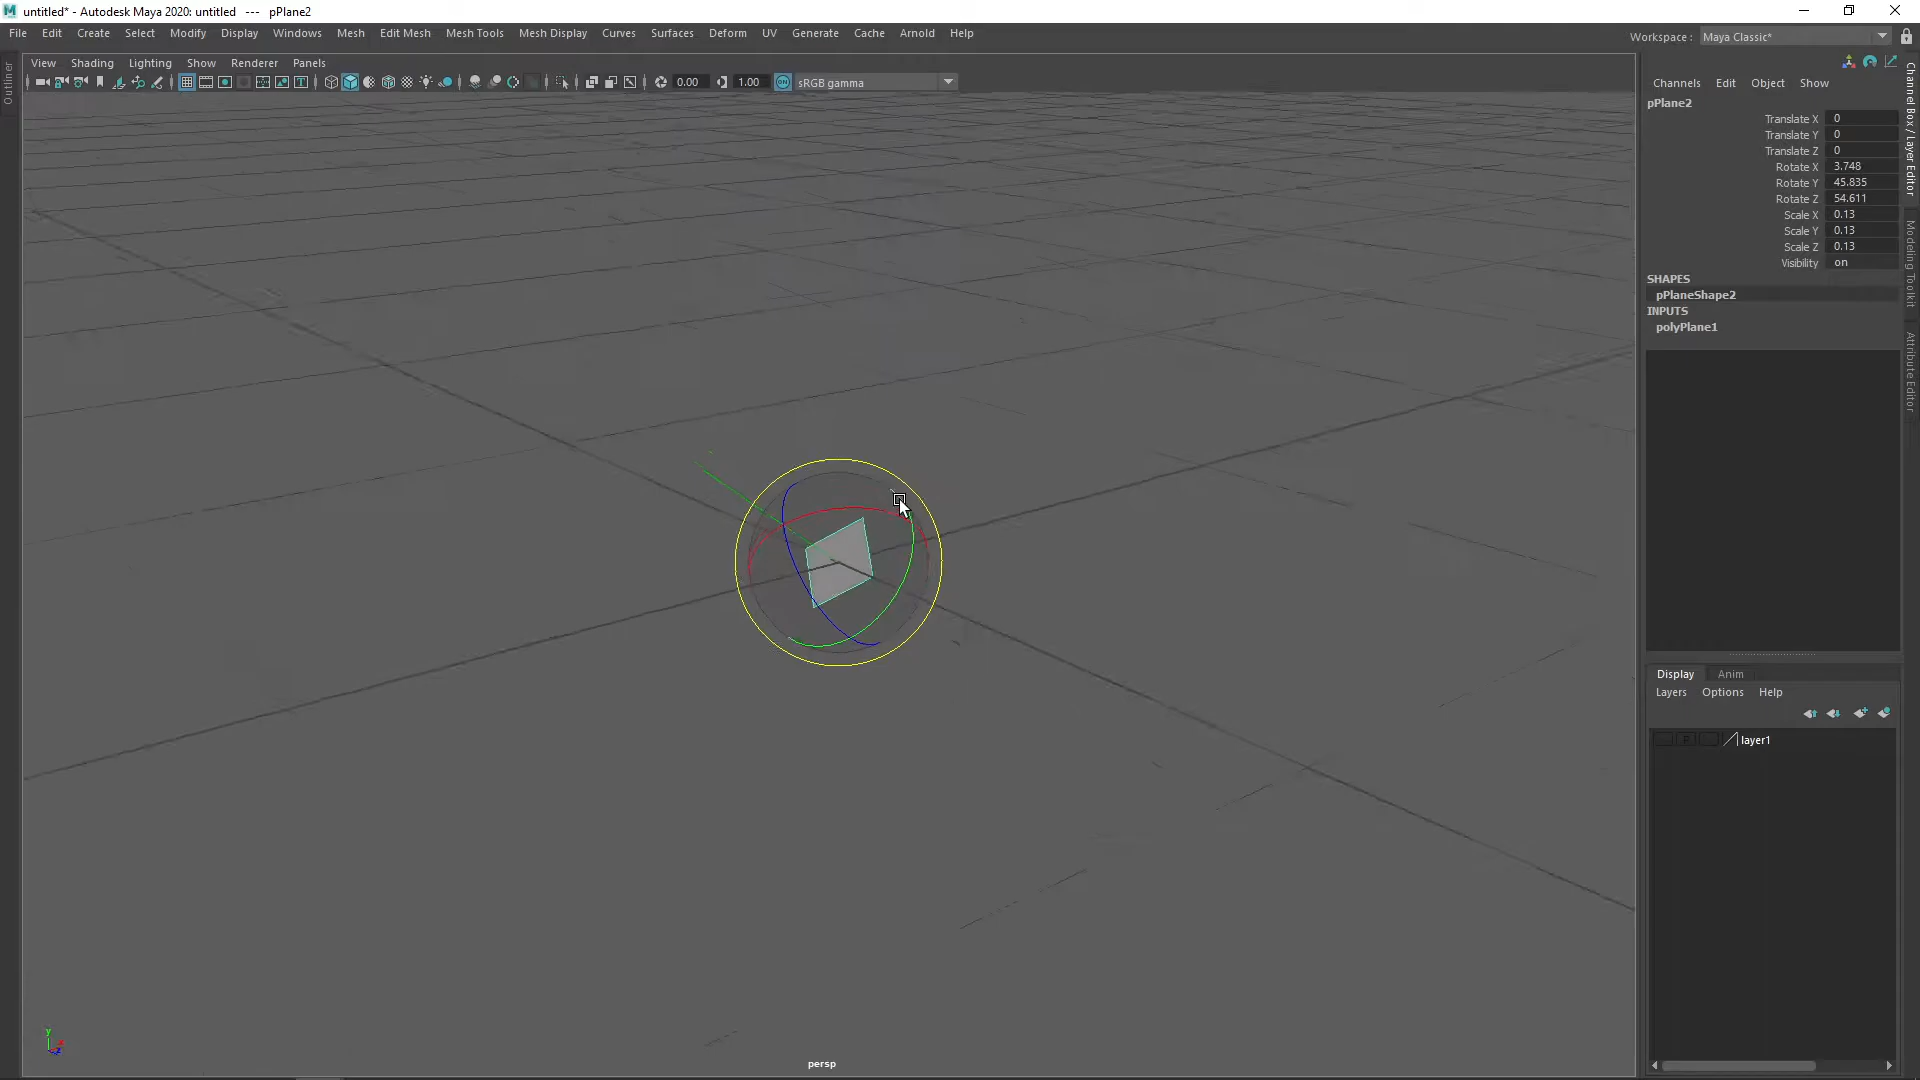 untitled* - Autodesk Maya 2020: untitled --- pPlane2
File Edit Create Select Modify Display Windows Mesh Edit Mesh Mesh Tools Mesh Display Curves Surfaces Deform UV Generate Cache Arnold Help
Workspace : Maya Classic*
View Shading Lighting Show Renderer Panels
0.00 1.00 ON sRGB gamma
Outliner
Channels Edit Object Show
pPlane2
Translate X 0
Translate Y 0
Translate Z 0
Rotate X 3.748
Rotate Y 45.835
Rotate Z 54.611
Scale X 0.13
Scale Y 0.13
Scale Z 0.13
Visibility on
SHAPES
pPlaneShape2
INPUTS
polyPlane1
Channel Box / Layer Editor
Modeling Toolkit
Attribute Editor
Display Anim
Layers Options Help
P layer1
y
x
z
persp